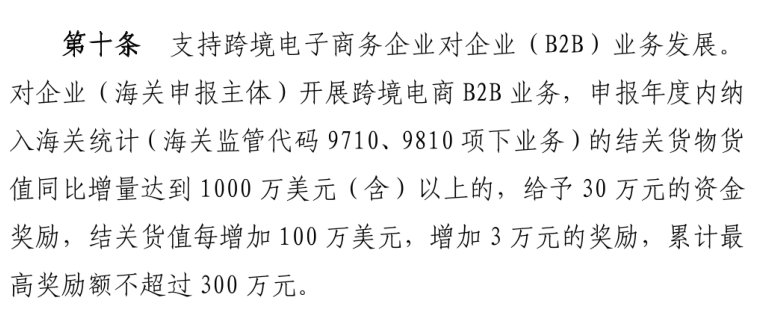 第十条 支持跨境电子商务企业对企业（B2B）业务发展。
对企业（海关申报主体）开展跨境电商 B2B 业务，申报年度内纳
入海关统计（海关监管代码 9710、9810 项下业务）的结关货物货
值同比增量达到 1000 万美元（含）以上的，给予 30 万元的资金
奖励，结关货值每增加 100 万美元，增加 3 万元的奖励，累计最
高奖励额不超过 300 万元。